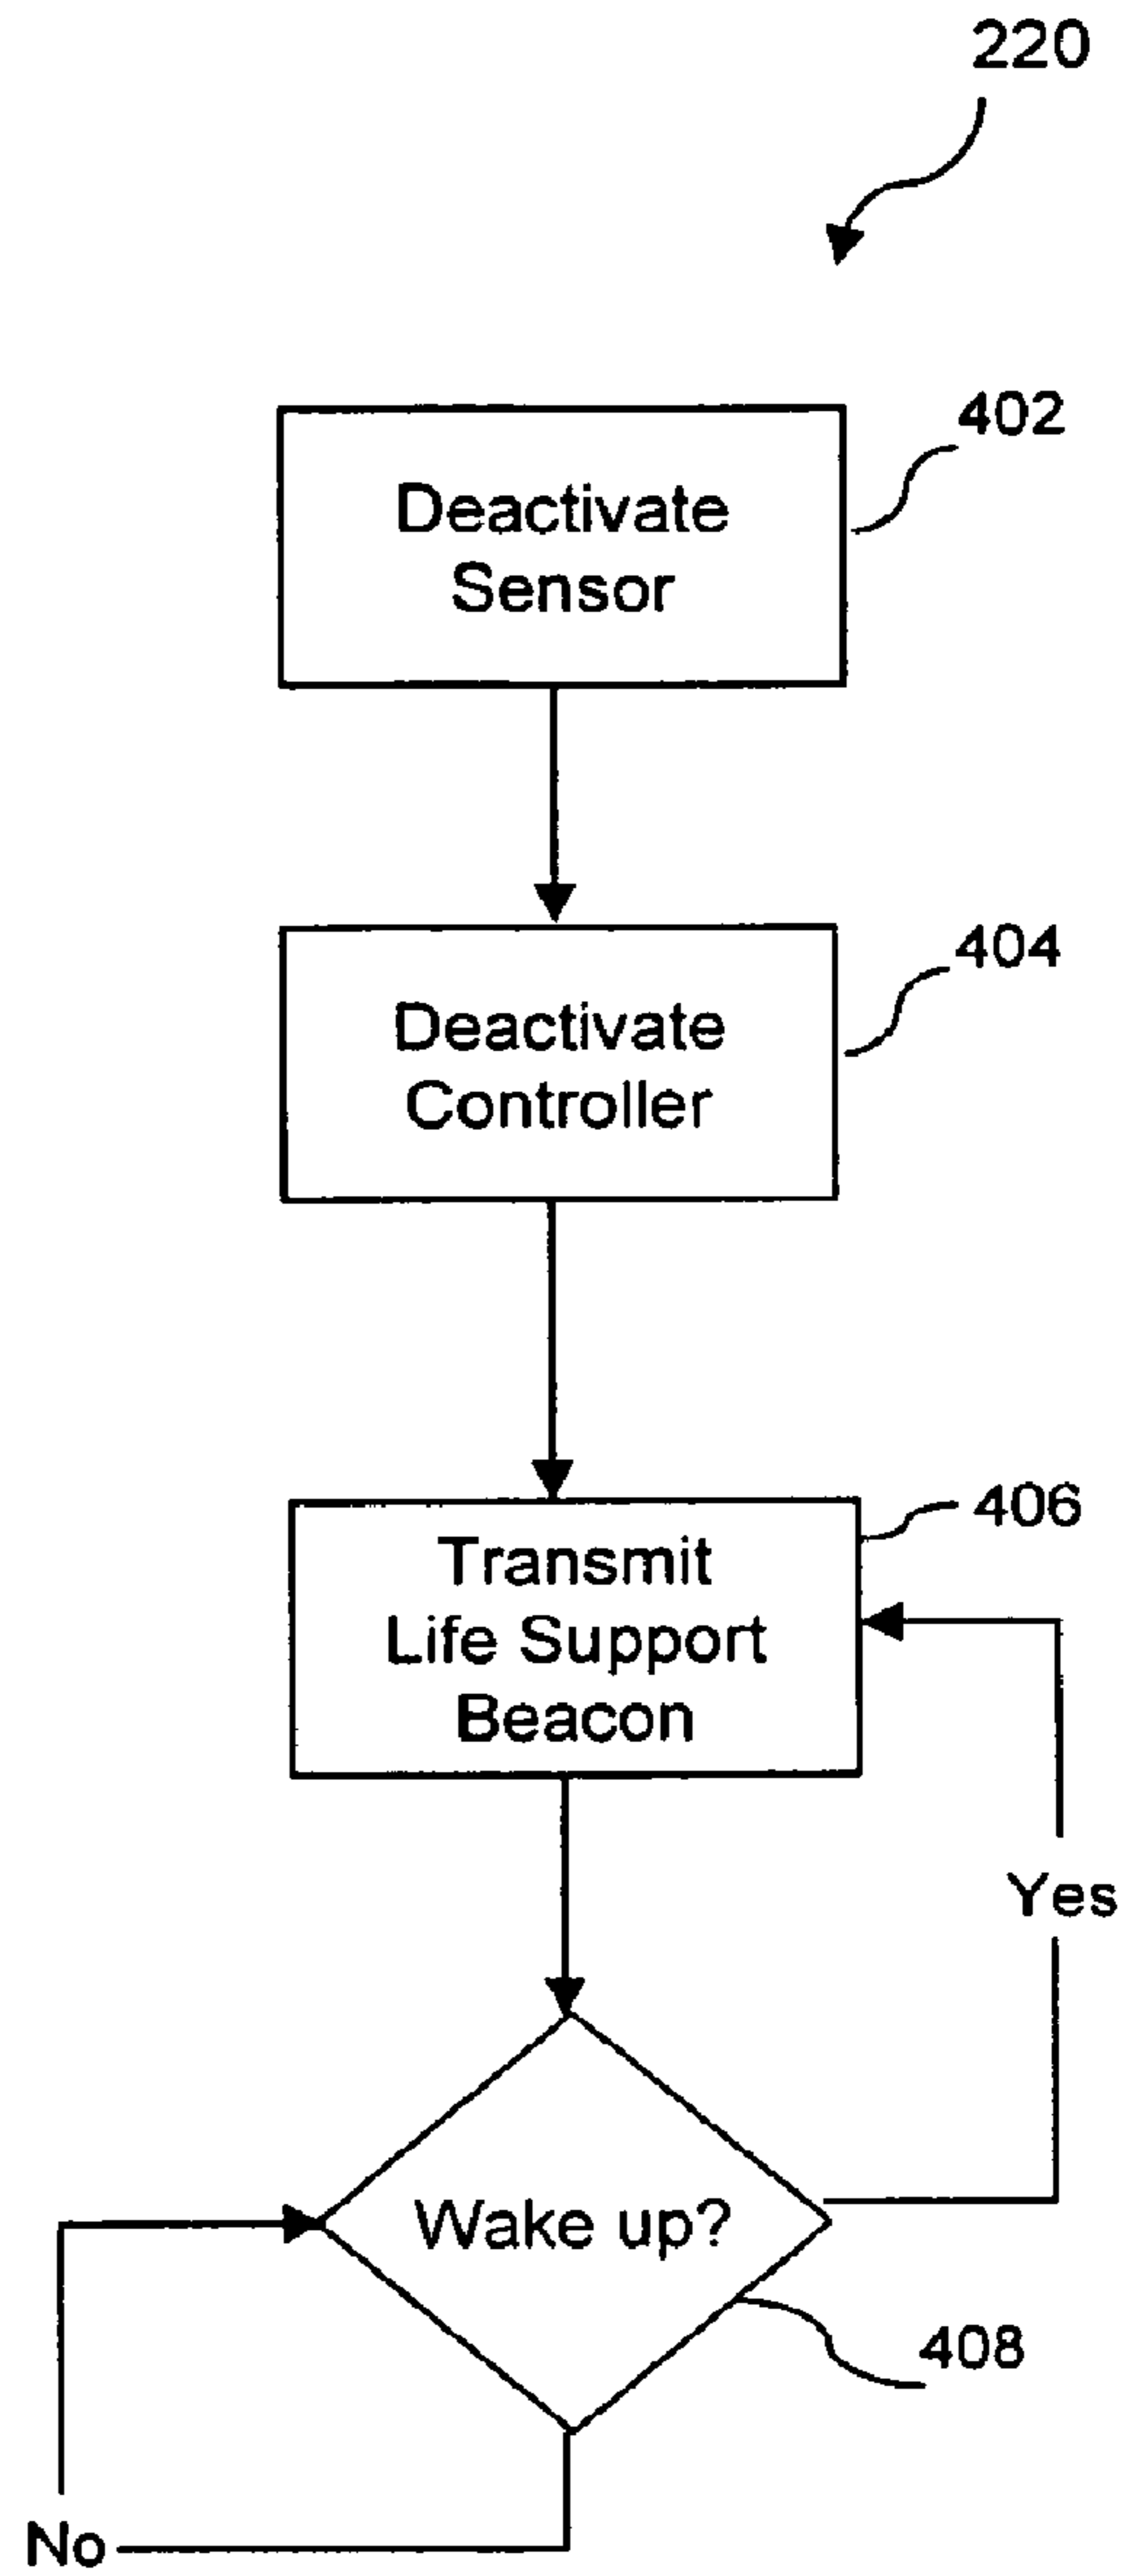 220
402
Deactivate
Sensor
404
Deactivate
Controller
406
Transmit
Life Support
Beacon
Yes
Wake up?
408
No